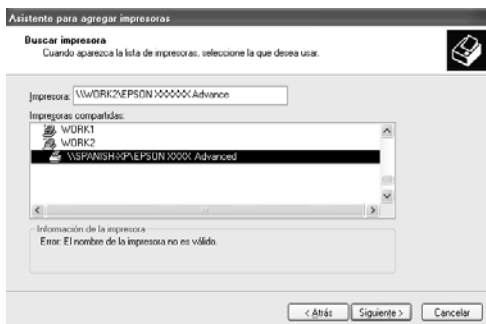 Asistente para agregar impresoras
Buscar impresora
Cuando aparezca la lista de impresoras, seleccione la que desea usar.
Impresora: \\WORK2\EPSON XXXXXX Advance
Impresoras compartidas:
WORK1
WORK2
\\SPANISH-XP\EPSON XXXX Advanced
Información de la impresora
Error: El nombre de la impresora no es válido.
< Atrás Siguiente > Cancelar